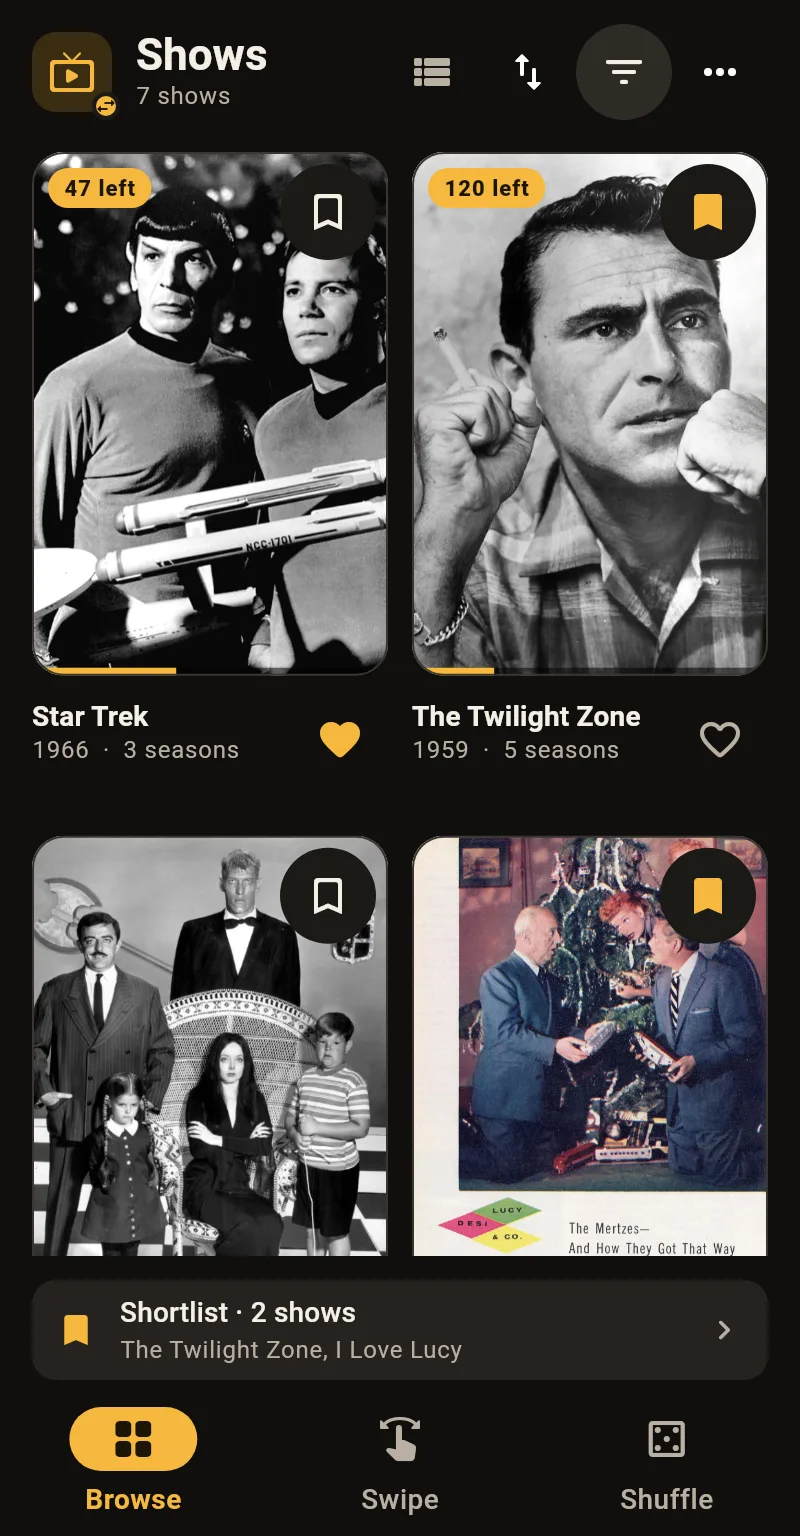 Shows
7 shows
47 left
120 left
NCC-1701
Star Trek
1966 · 3 seasons
The Twilight Zone
1959 · 5 seasons
LUCY
DESI
& CO.
The Mertzes—
And How They Got That Way
Shortlist · 2 shows
The Twilight Zone, I Love Lucy
Browse
Swipe
Shuffle